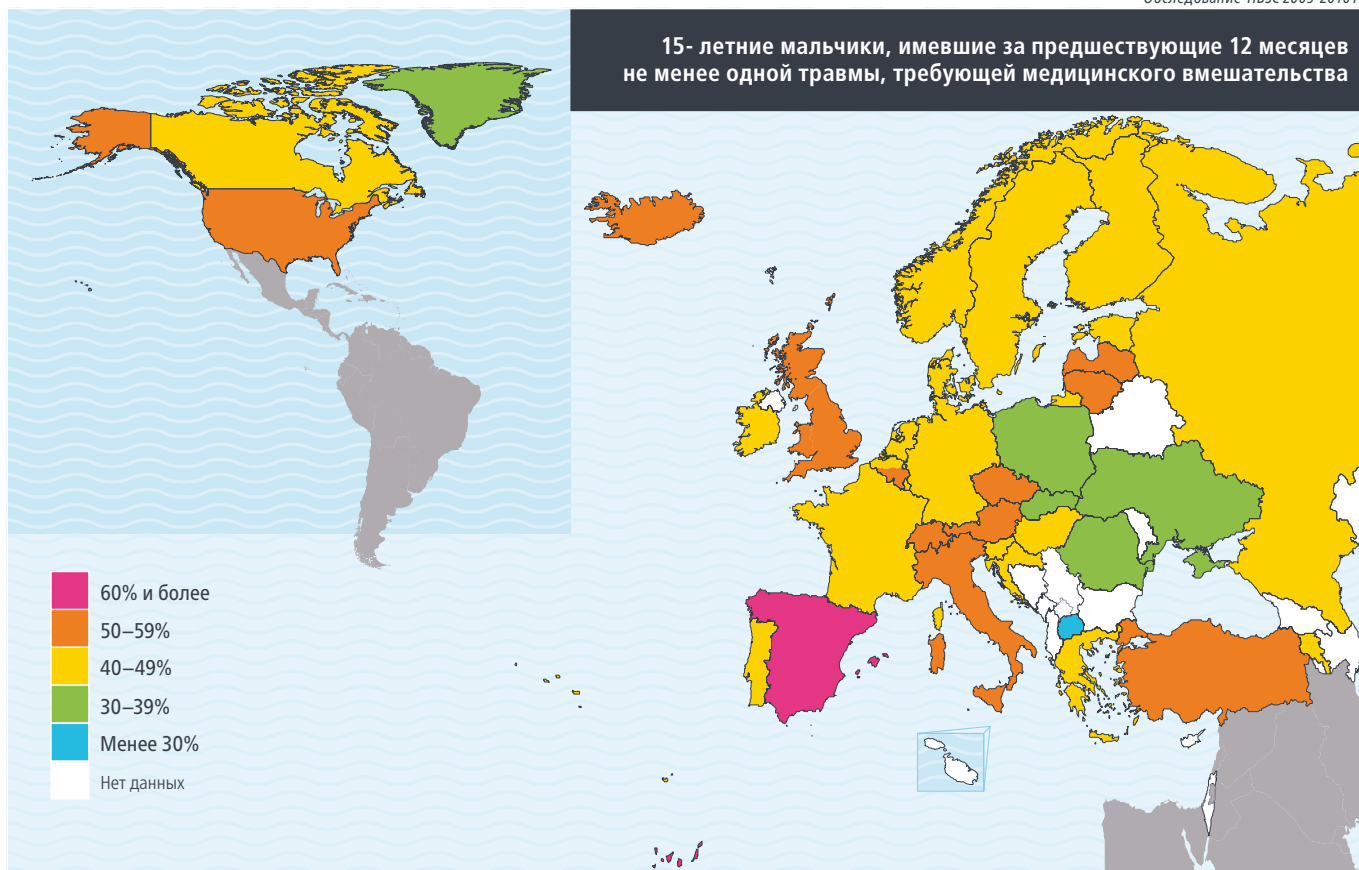 15- летние мальчики, имевшие за предшествующие 12 месяцев
не менее одной травмы, требующей медицинского вмешательства
60% и более
50–59%
40–49%
30–39%
Менее 30%
Нет данных